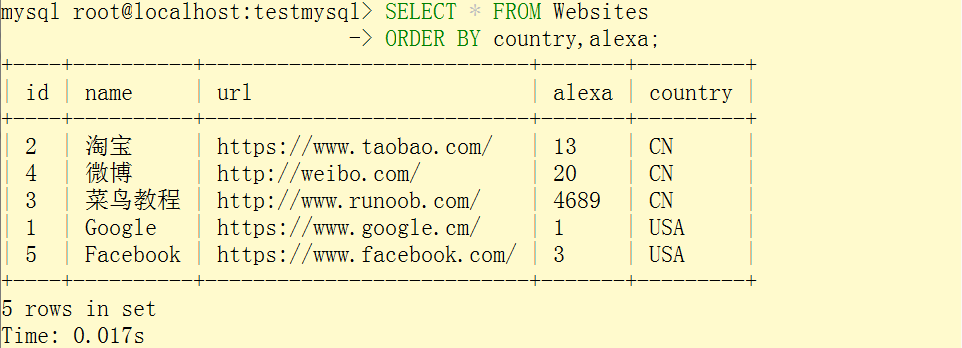 mysql root@localhost:testmysql> SELECT * FROM Websites
                             -> ORDER BY country,alexa;
+----+----------+---------------------------+-------+---------+
| id | name     | url                       | alexa | country |
+----+----------+---------------------------+-------+---------+
| 2  | 淘宝     | https://www.taobao.com/   | 13    | CN      |
| 4  | 微博     | http://weibo.com/         | 20    | CN      |
| 3  | 菜鸟教程 | http://www.runoob.com/    | 4689  | CN      |
| 1  | Google   | https://www.google.cm/    | 1     | USA     |
| 5  | Facebook | https://www.facebook.com/ | 3     | USA     |
+----+----------+---------------------------+-------+---------+
5 rows in set
Time: 0.017s